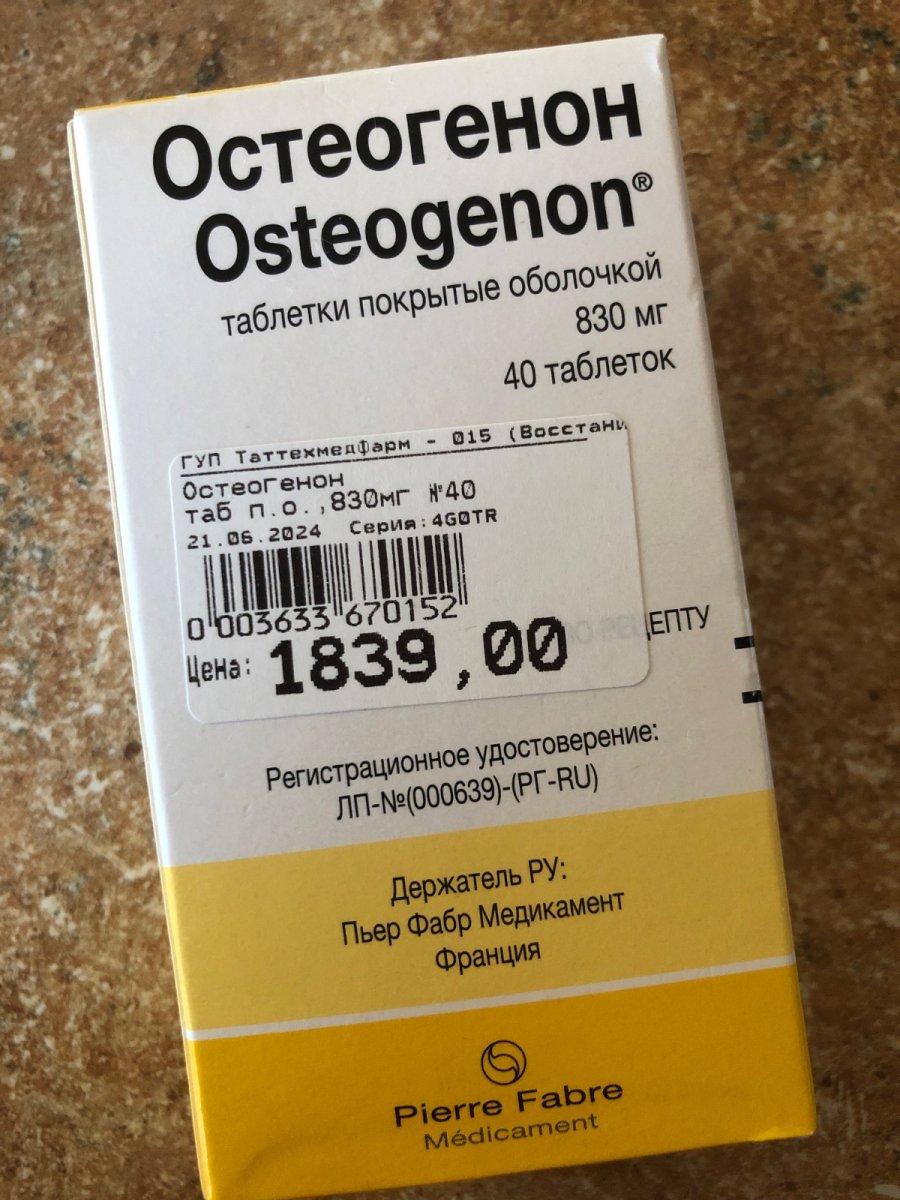 Остеогенон
Osteogenon®
таблетки покрытые оболочкой
830 мг
40 таблеток
ГУП Таттехмедфарм - 015 (Восстани
Остеогенон
таб п.о.,830мг №40
21.06.2024 Серия:4G0TR
0 003633 670152
Цена: 1839,00
ПО РЕЦЕПТУ
Регистрационное удостоверение:
ЛП-№(000639)-(РГ-RU)
Держатель РУ:
Пьер Фабр Медикамент
Франция
Pierre Fabre
Médicament